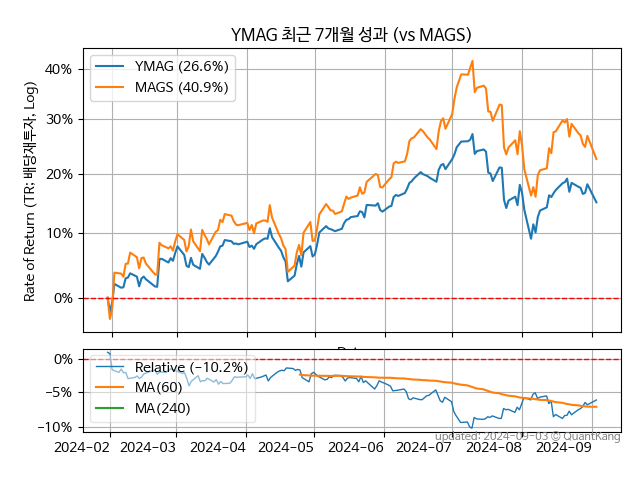 YMAG 최근 7개월 성과 (vs MAGS)
YMAG (26.6%)
MAGS (40.9%)
Rate of Return (TR: 배당재투자, Log)
40%
30%
20%
10%
0%
Relative (−10.2%)
MA(60)
MA(240)
0%
−5%
−10%
2024−02
2024−03
2024−04
2024−05
2024−06
2024−07
2024−08
2024−09
updated: 2024−09−03 © QuantKang